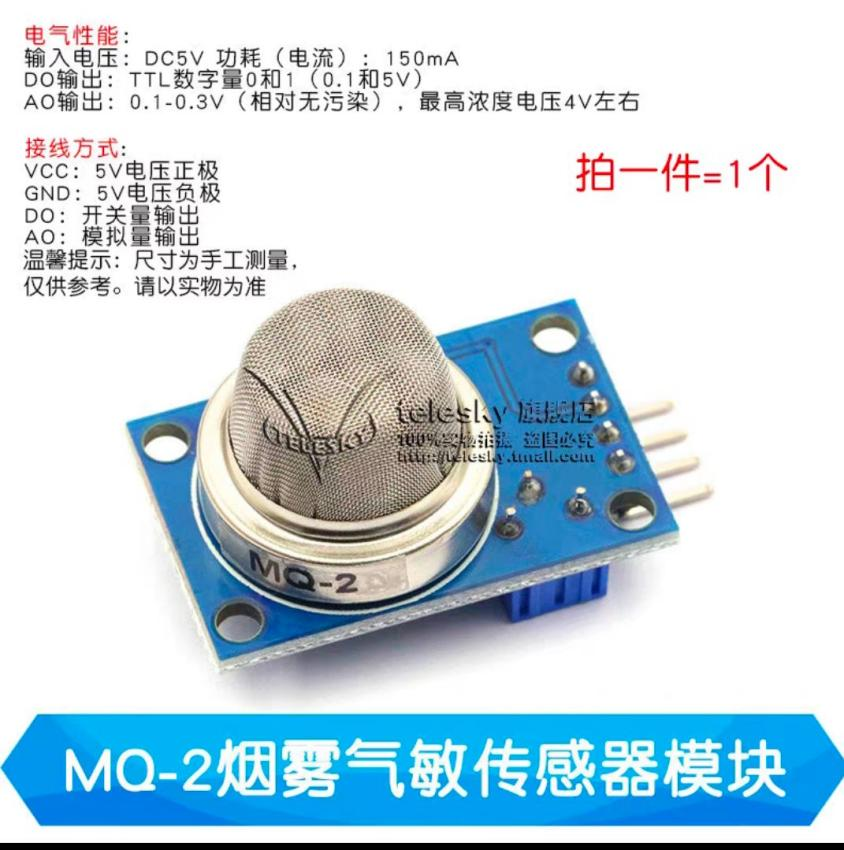 电气性能：
输入电压：DC5V 功耗（电流）：150mA
DO输出：TTL数字量0和1（0.1和5V）
AO输出：0.1-0.3V（相对无污染），最高浓度电压4V左右
接线方式：
VCC：5V电压正极
GND：5V电压负极
DO：开关量输出
AO：模拟量输出
温馨提示：尺寸为手工测量，
仅供参考。请以实物为准
拍一件=1个
telesky 旗舰店
100%实物拍摄 盗图必究
http://telesky.tmall.com
TELESKY
MQ-2
MQ-2烟雾气敏传感器模块